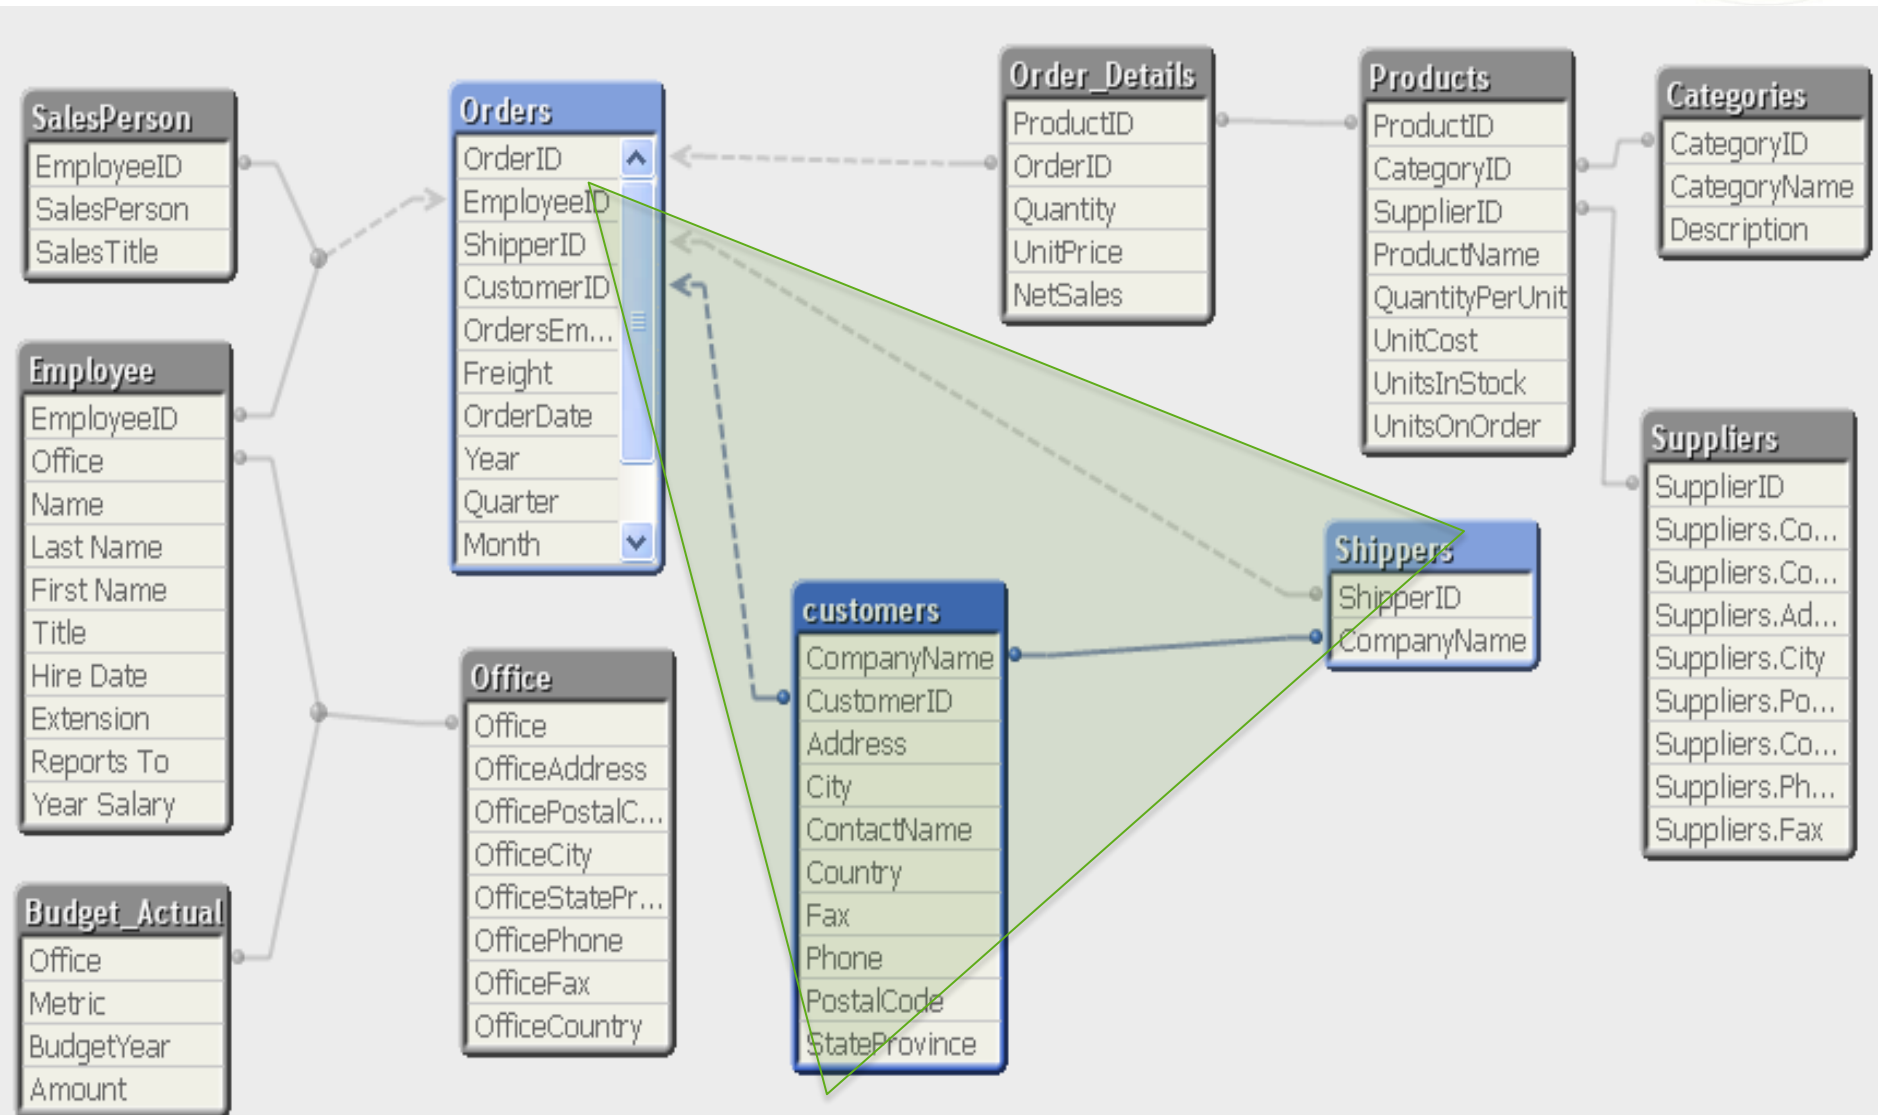 SalesPerson
EmployeeID
SalesPerson
SalesTitle
Employee
EmployeeID
Office
Name
Last Name
First Name
Title
Hire Date
Extension
Reports To
Year Salary
Budget_Actual
Office
Metric
BudgetYear
Amount
Orders
OrderID
EmployeeID
ShipperID
CustomerID
OrdersEm...
Freight
OrderDate
Year
Quarter
Month
Office
Office
OfficeAddress
OfficePostalC...
OfficeCity
OfficeStatePr...
OfficePhone
OfficeFax
OfficeCountry
customers
CompanyName
CustomerID
Address
City
ContactName
Country
Fax
Phone
PostalCode
StateProvince
Order_Details
ProductID
OrderID
Quantity
UnitPrice
NetSales
Shippers
ShipperID
CompanyName
Products
ProductID
CategoryID
SupplierID
ProductName
QuantityPerUnit
UnitCost
UnitsInStock
UnitsOnOrder
Categories
CategoryID
CategoryName
Description
Suppliers
SupplierID
Suppliers.Co...
Suppliers.Co...
Suppliers.Ad...
Suppliers.City
Suppliers.Po...
Suppliers.Co...
Suppliers.Ph...
Suppliers.Fax